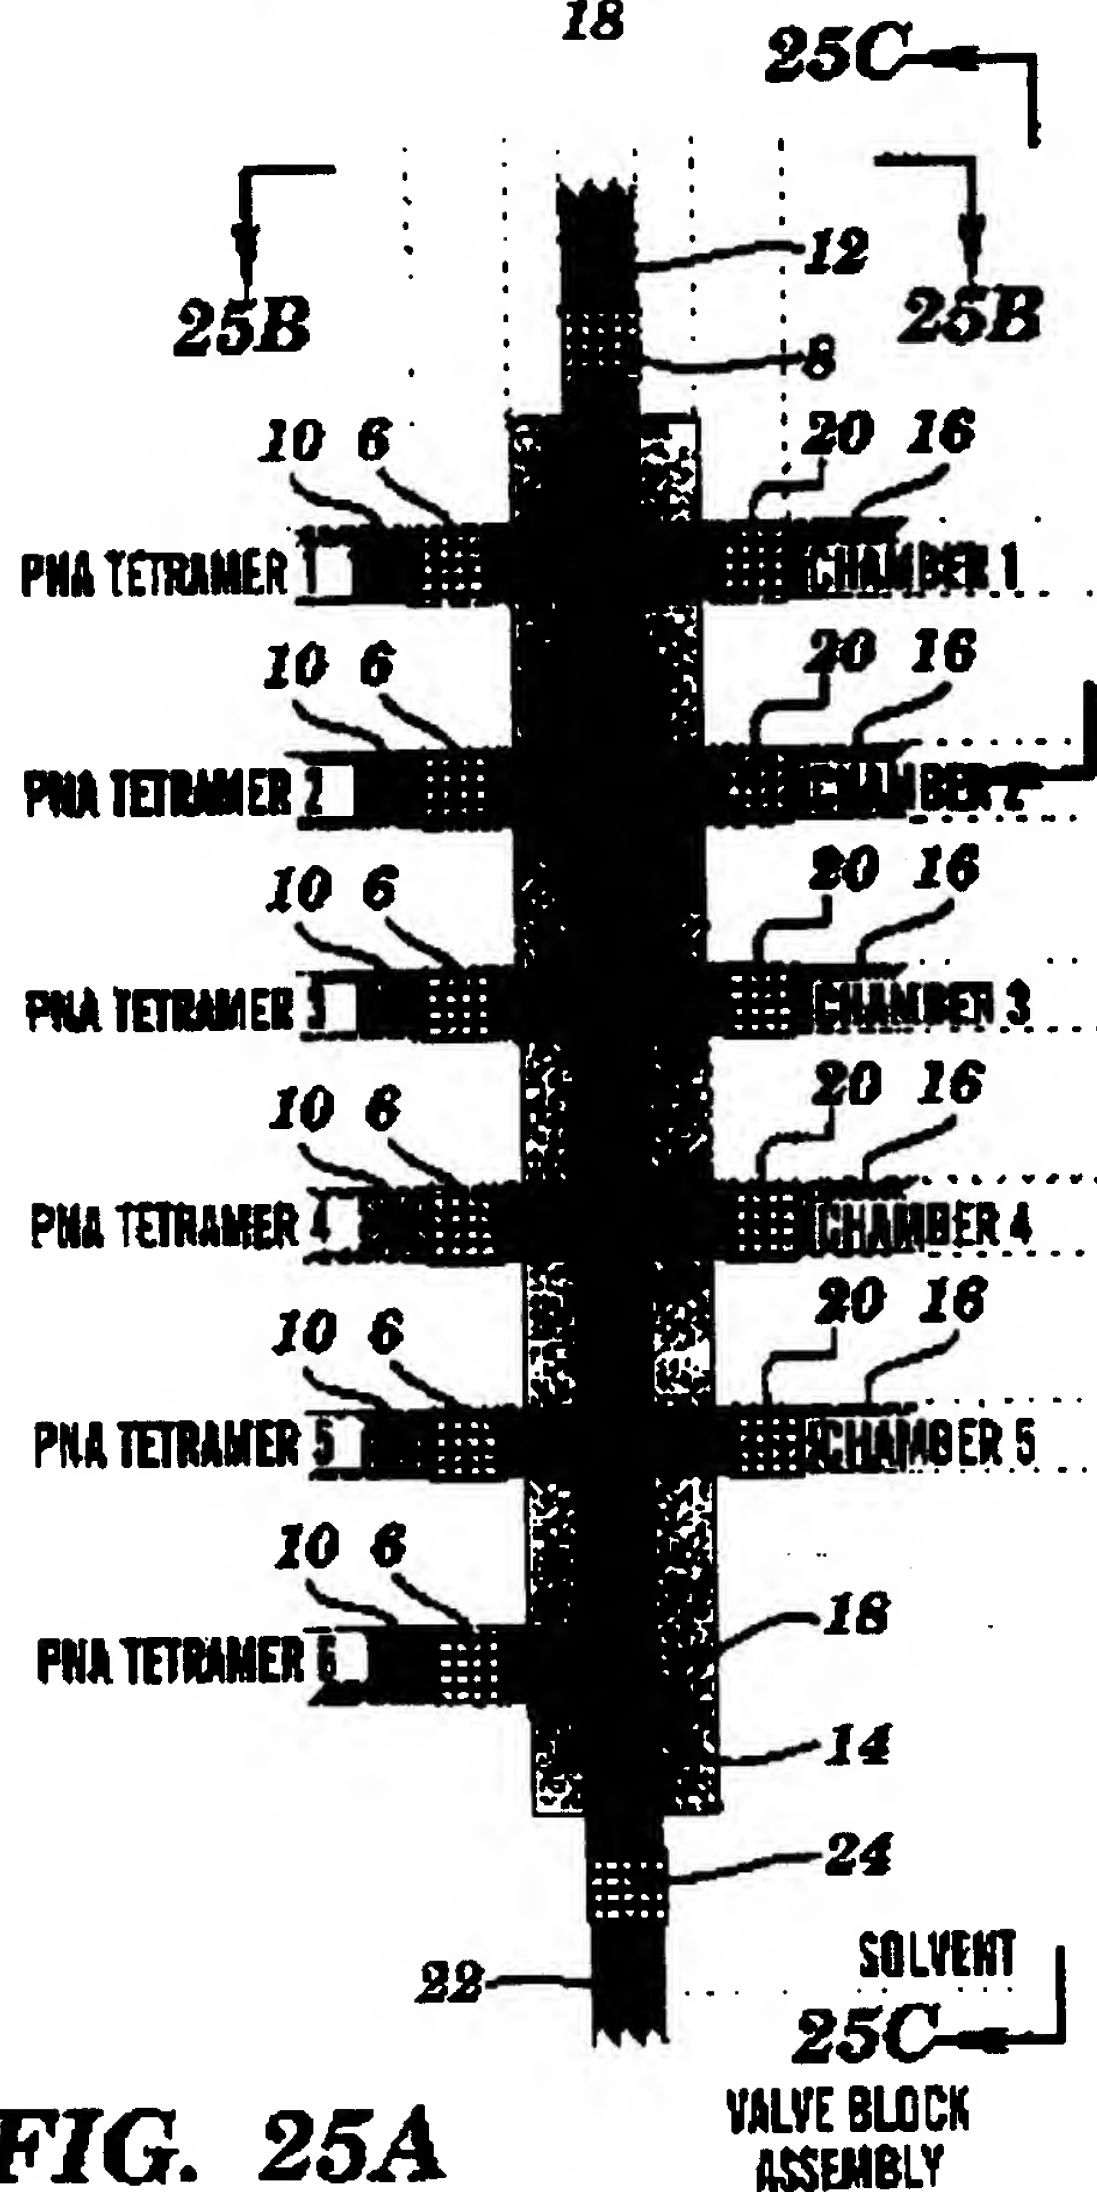 18
25C
25B 12 25B
8
10 6 20 16
PNA TETRAMER 1 CHAMBER 1
10 6 20 16
PNA TETRAMER 2 CHAMBER 2
10 6 20 16
PNA TETRAMER 3 CHAMBER 3
10 6 20 16
PNA TETRAMER 4 CHAMBER 4
10 6 20 16
PNA TETRAMER 5 CHAMBER 5
10 6
18
PNA TETRAMER 6
14
24
22 SOLVENT
25C
VALVE BLOCK
ASSEMBLY
FIG. 25A